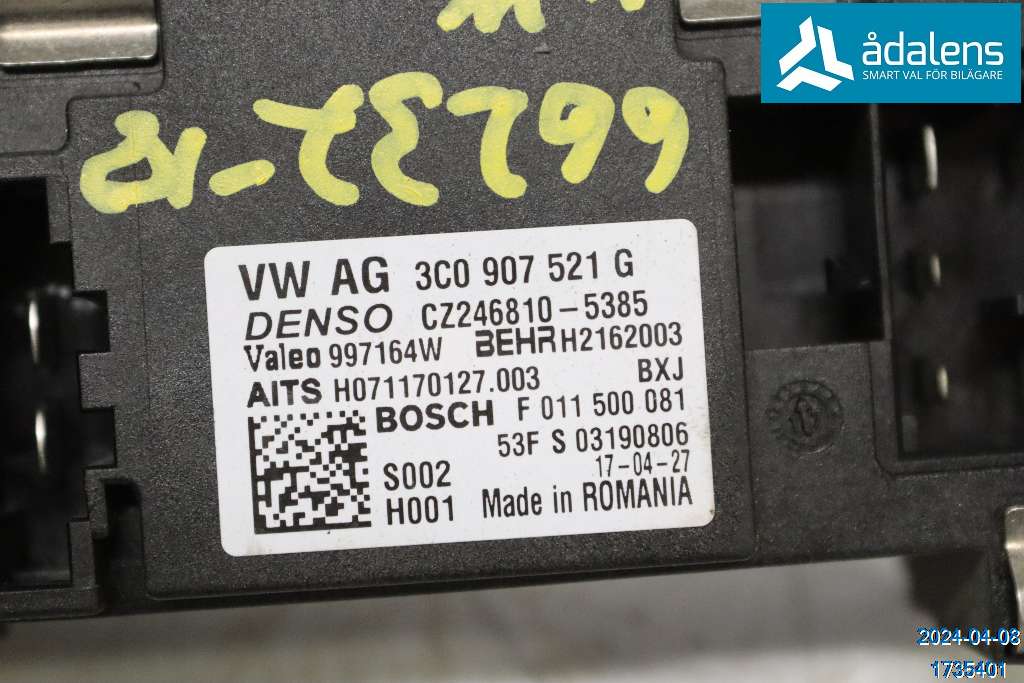 ådalens
SMART VAL FÖR BILÄGARE
VW AG 3C0 907 521 G
DENSO CZ246810-5385
Valeo 997164W BEHR H2162003
AITS H071170127.003 BXJ
BOSCH F 011 500 081
53F S 03190806
S002 17-04-27
H001 Made in ROMANIA
2024-04-08
1735401